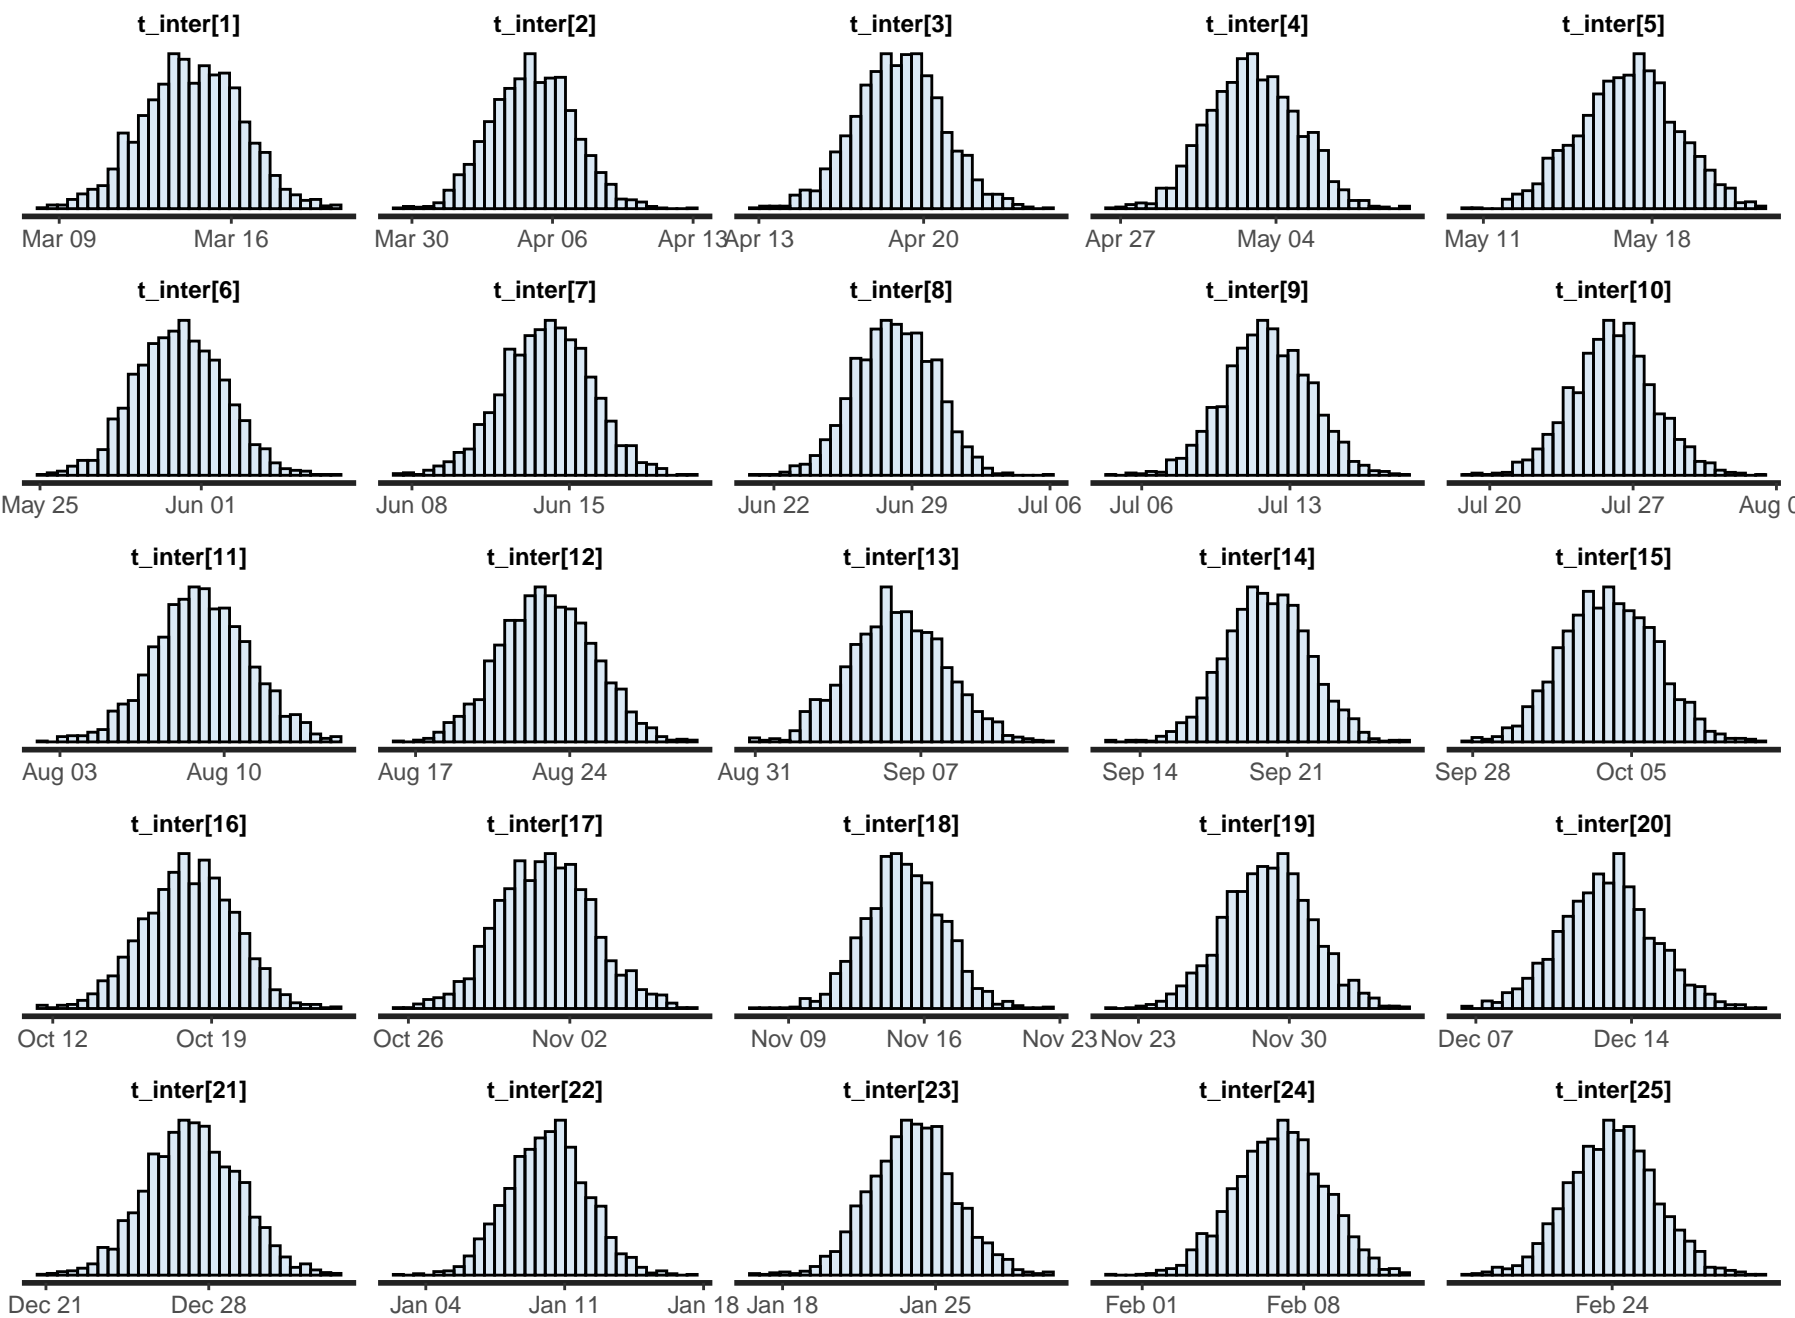 t_inter[1] t_inter[2] t_inter[3] t_inter[4] t_inter[5]
Mar 09 Mar 16 Mar 30 Apr 06 Apr 13 Apr 13 Apr 20 Apr 27 May 04 May 11 May 18
t_inter[6] t_inter[7] t_inter[8] t_inter[9] t_inter[10]
May 25 Jun 01 Jun 08 Jun 15 Jun 22 Jun 29 Jul 06 Jul 06 Jul 13 Jul 20 Jul 27 Aug 0
t_inter[11] t_inter[12] t_inter[13] t_inter[14] t_inter[15]
Aug 03 Aug 10 Aug 17 Aug 24 Aug 31 Sep 07 Sep 14 Sep 21 Sep 28 Oct 05
t_inter[16] t_inter[17] t_inter[18] t_inter[19] t_inter[20]
Oct 12 Oct 19 Oct 26 Nov 02 Nov 09 Nov 16 Nov 23 Nov 23 Nov 30 Dec 07 Dec 14
t_inter[21] t_inter[22] t_inter[23] t_inter[24] t_inter[25]
Dec 21 Dec 28 Jan 04 Jan 11 Jan 18 Jan 18 Jan 25 Feb 01 Feb 08 Feb 24